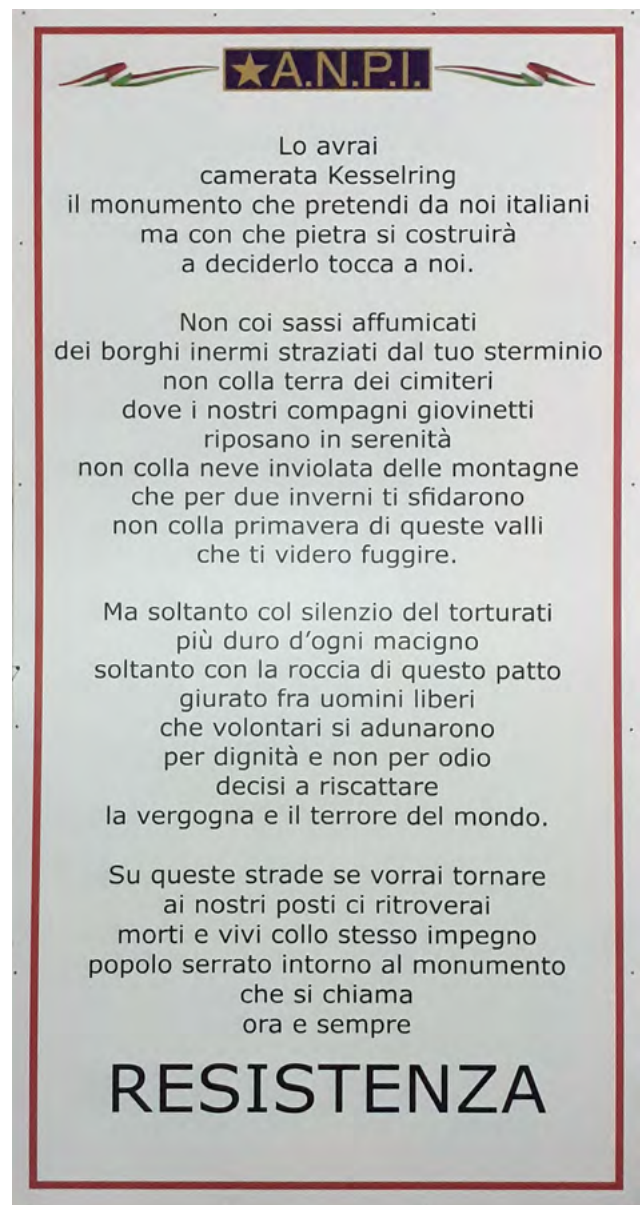 ★A.N.P.I.
Lo avrai
camerata Kesselring
il monumento che pretendi da noi italiani
ma con che pietra si costruirà
a deciderlo tocca a noi.
Non coi sassi affumicati
dei borghi inermi straziati dal tuo sterminio
non colla terra dei cimiteri
dove i nostri compagni giovinetti
riposano in serenità
non colla neve inviolata delle montagne
che per due inverni ti sfidarono
non colla primavera di queste valli
che ti videro fuggire.
Ma soltanto col silenzio del torturati
più duro d'ogni macigno
soltanto con la roccia di questo patto
giurato fra uomini liberi
che volontari si adunarono
per dignità e non per odio
decisi a riscattare
la vergogna e il terrore del mondo.
Su queste strade se vorrai tornare
ai nostri posti ci ritroverai
morti e vivi collo stesso impegno
popolo serrato intorno al monumento
che si chiama
ora e sempre
RESISTENZA